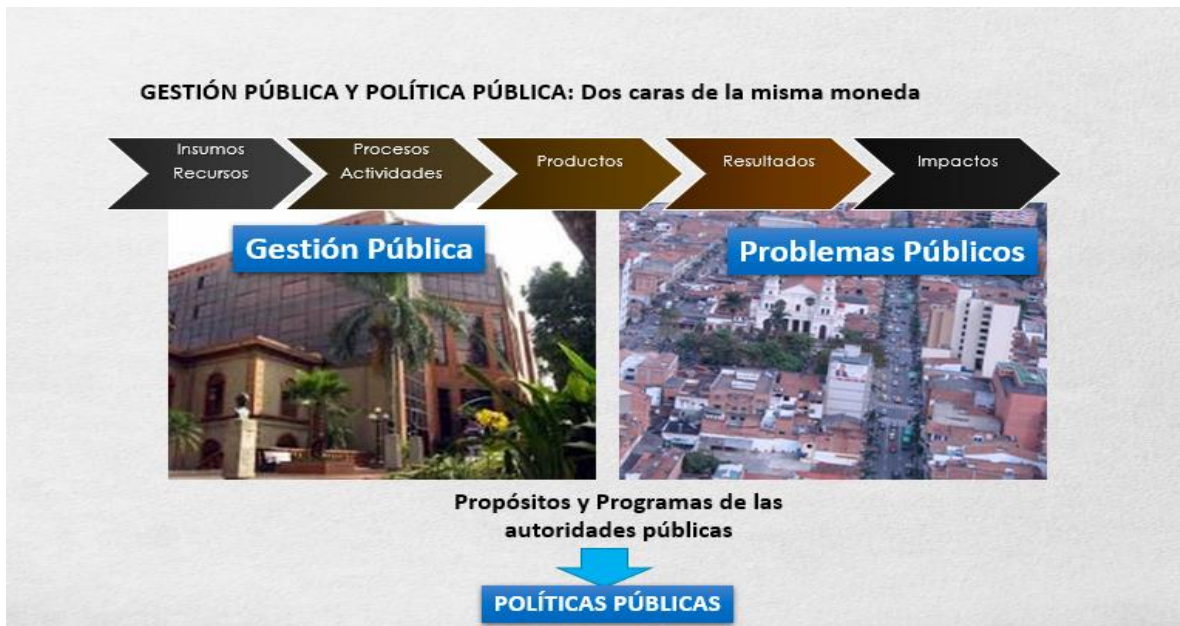 GESTIÓN PÚBLICA Y POLÍTICA PÚBLICA: Dos caras de la misma moneda
Insumos
Recursos
Procesos
Actividades
Productos
Resultados
Impactos
Gestión Pública
Problemas Públicos
Propósitos y Programas de las
autoridades públicas
POLÍTICAS PÚBLICAS